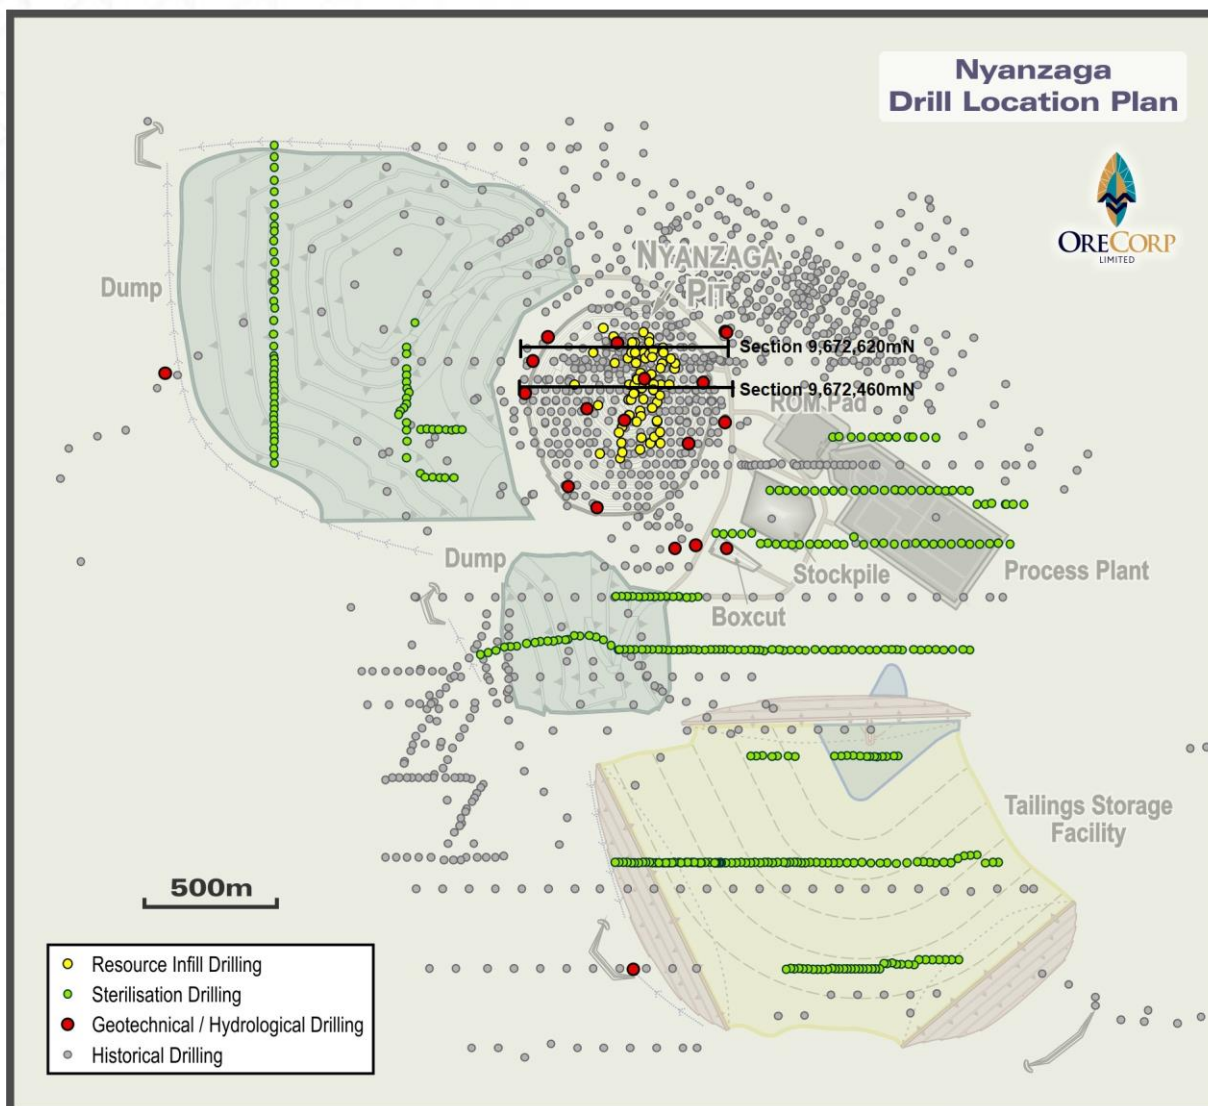 Nyanzaga
Drill Location Plan
ORECORP
LIMITED
NYANZAGA
PIT
Dump
Section 9,672,620mN
Section 9,672,460mN
ROM Pad
Dump
Stockpile
Process Plant
Boxcut
Tailings Storage
Facility
500m
Resource Infill Drilling
Sterilisation Drilling
Geotechnical / Hydrological Drilling
Historical Drilling